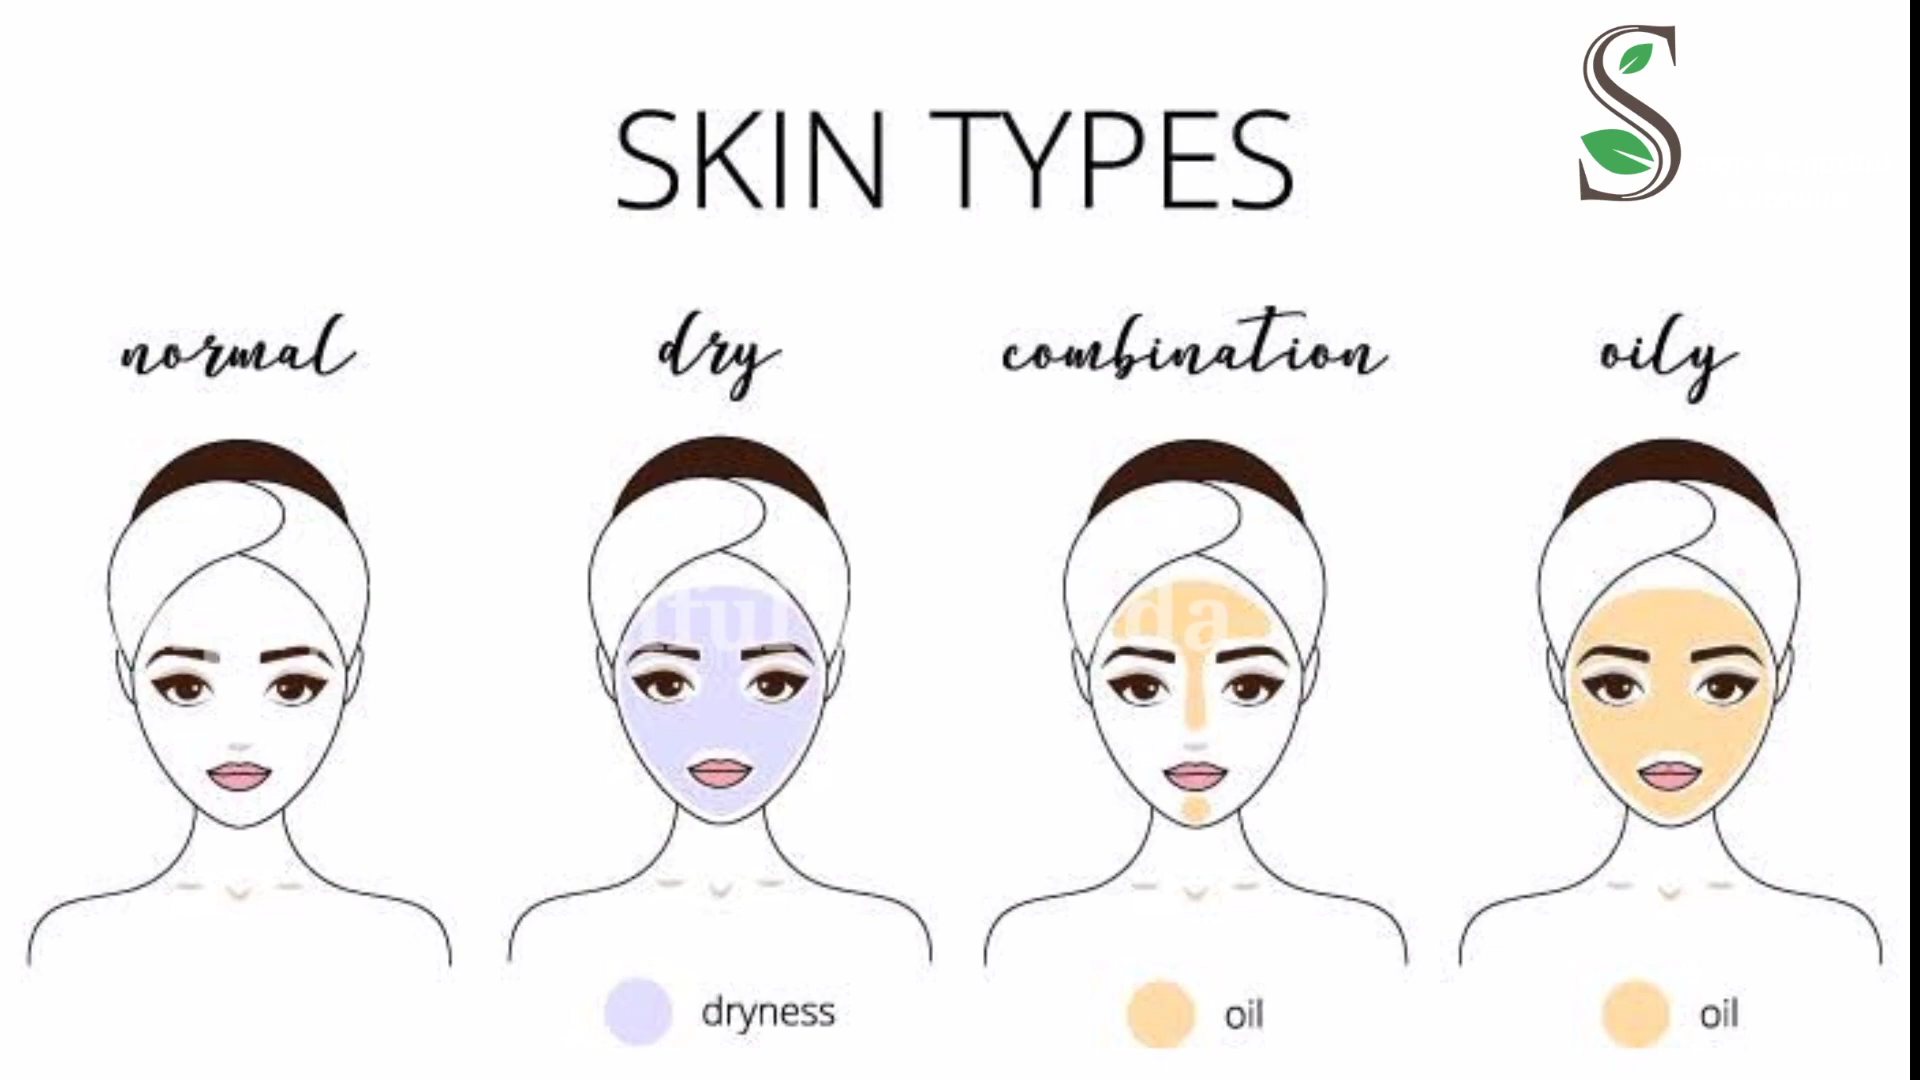 S
SKIN TYPES
normal
dry
combination
oily
dryness
oil
oil